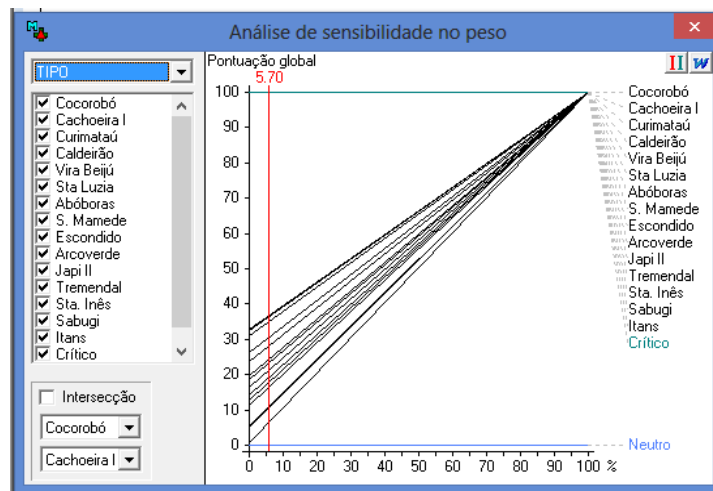 Análise de sensibilidade no peso
TIPO
Cocorobó
Cachoeira I
Curimataú
Caldeirão
Vira Beijú
Sta Luzia
Abóboras
S. Mamede
Escondido
Arcoverde
Japi II
Tremendal
Sta. Inês
Sabugi
Itans
Crítico
Intersecção
Cocorobó
Cachoeira I
Pontuação global
5.70
100
90
80
70
60
50
40
30
20
10
0
0 10 20 30 40 50 60 70 80 90 100 %
Cocorobó
Cachoeira I
Curimataú
Caldeirão
Vira Beijú
Sta Luzia
Abóboras
S. Mamede
Escondido
Arcoverde
Japi II
Tremendal
Sta. Inês
Sabugi
Itans
Crítico
Neutro